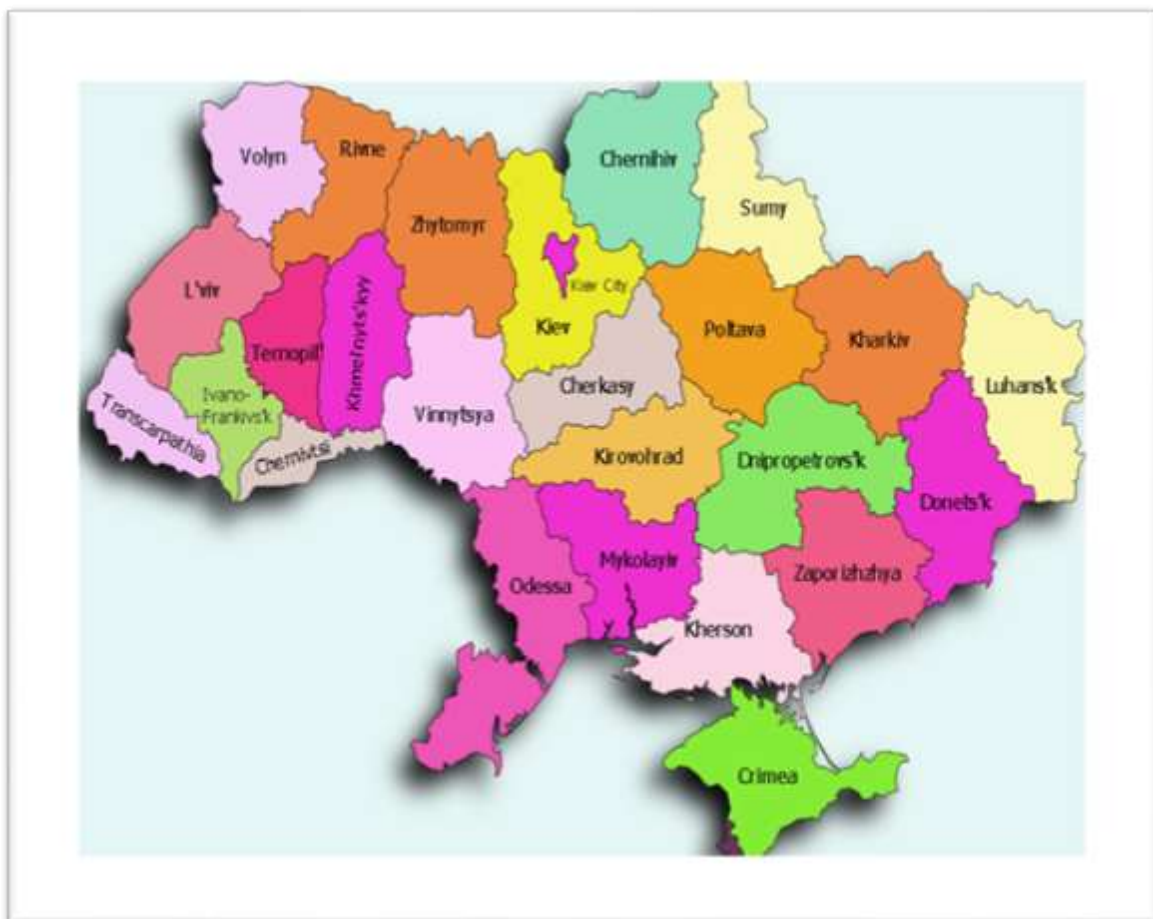 Volyn
Rivne
Chernihiv
Sumy
Zhytomyr
L'viv
Kiev City
Kiev
Poltava
Kharkiv
Ternopil'
Khmel'nyts'kyy
Ivano-
Frankivs'k
Cherkasy
Luhans'k
Transcarpathia
Vinnytsya
Chernivtsi
Kirovohrad
Dnipropetrovs'k
Donets'k
Mykolayiv
Odessa
Zaporizhzhya
Kherson
Crimea